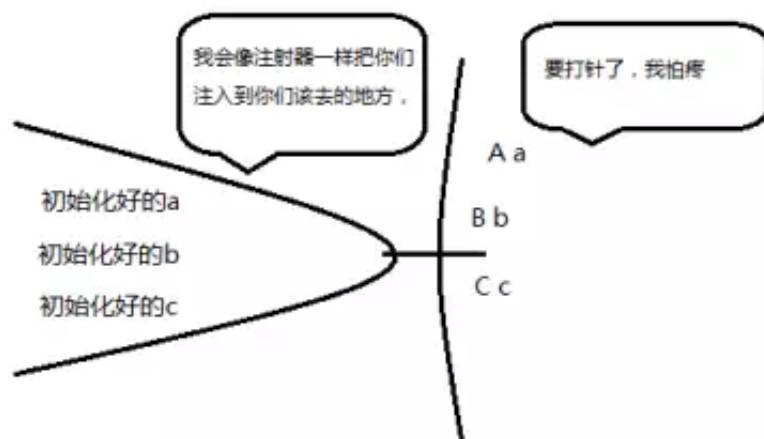 我会像注射器一样把你们
注入到你们该去的地方，
要打针了，我怕疼
A a
初始化好的a
B b
初始化好的b
C c
初始化好的c